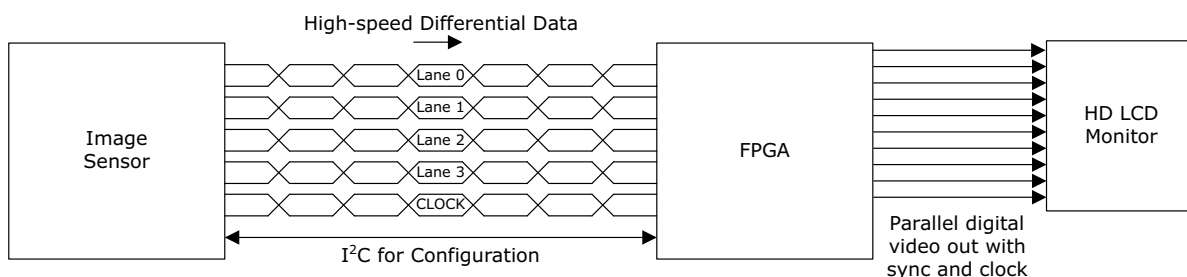 High-speed Differential Data
Lane 0
Lane 1
Lane 2
Lane 3
CLOCK
Image
Sensor
FPGA
HD LCD
Monitor
I²C for Configuration
Parallel digital
video out with
sync and clock